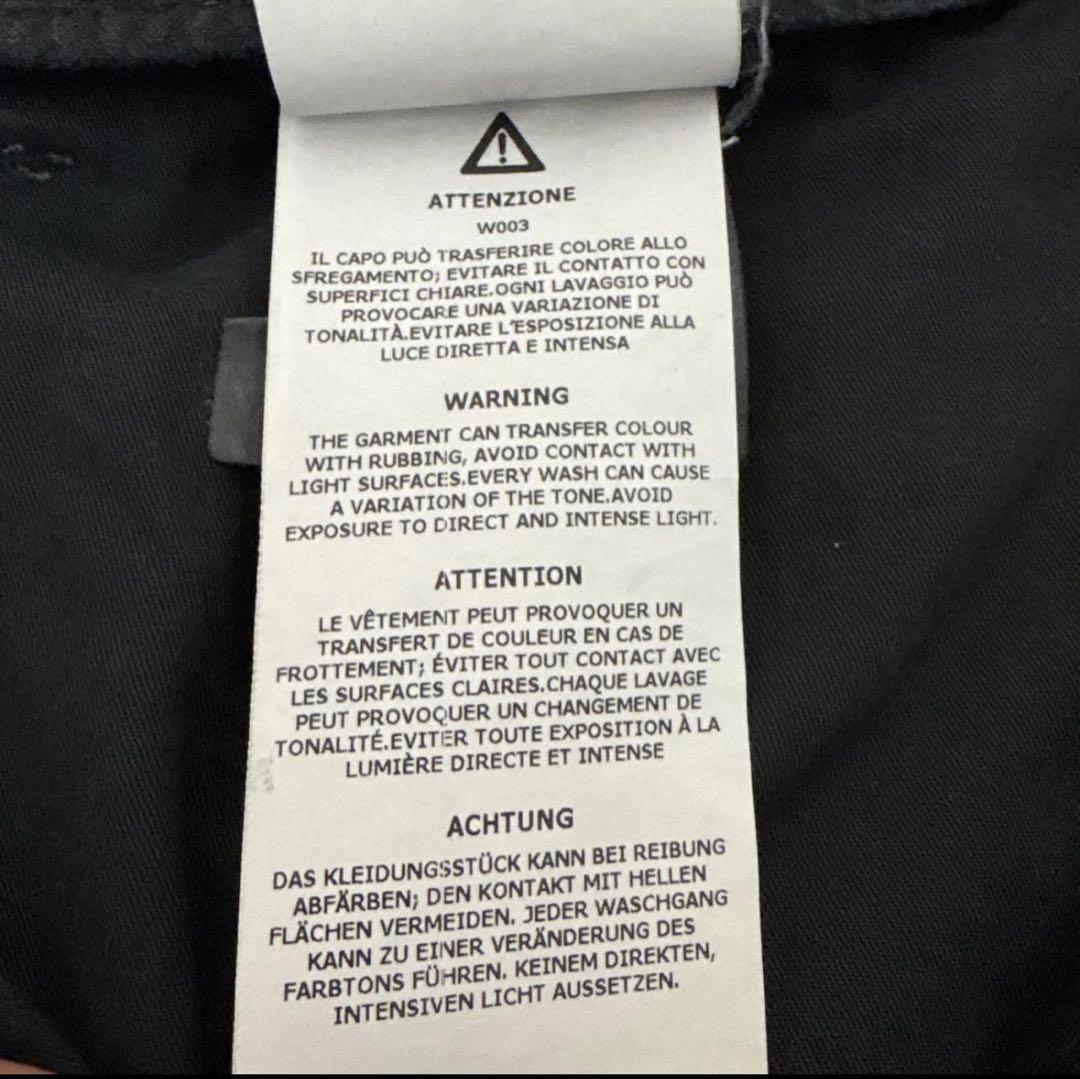 ATTENZIONE
W003
IL CAPO PUÒ TRASFERIRE COLORE ALLO
SFREGAMENTO; EVITARE IL CONTATTO CON
SUPERFICI CHIARE.OGNI LAVAGGIO PUÒ
PROVOCARE UNA VARIAZIONE DI
TONALITÀ.EVITARE L'ESPOSIZIONE ALLA
LUCE DIRETTA E INTENSA
WARNING
THE GARMENT CAN TRANSFER COLOUR
WITH RUBBING, AVOID CONTACT WITH
LIGHT SURFACES.EVERY WASH CAN CAUSE
A VARIATION OF THE TONE.AVOID
EXPOSURE TO DIRECT AND INTENSE LIGHT.
ATTENTION
LE VÊTEMENT PEUT PROVOQUER UN
TRANSFERT DE COULEUR EN CAS DE
FROTTEMENT; ÉVITER TOUT CONTACT AVEC
LES SURFACES CLAIRES.CHAQUE LAVAGE
PEUT PROVOQUER UN CHANGEMENT DE
TONALITÉ.EVITER TOUTE EXPOSITION À LA
LUMIÈRE DIRECTE ET INTENSE
ACHTUNG
DAS KLEIDUNGSSTÜCK KANN BEI REIBUNG
ABFÄRBEN; DEN KONTAKT MIT HELLEN
FLÄCHEN VERMEIDEN. JEDER WASCHGANG
KANN ZU EINER VERÄNDERUNG DES
FARBTONS FÜHREN. KEINEM DIREKTEN,
INTENSIVEN LICHT AUSSETZEN.